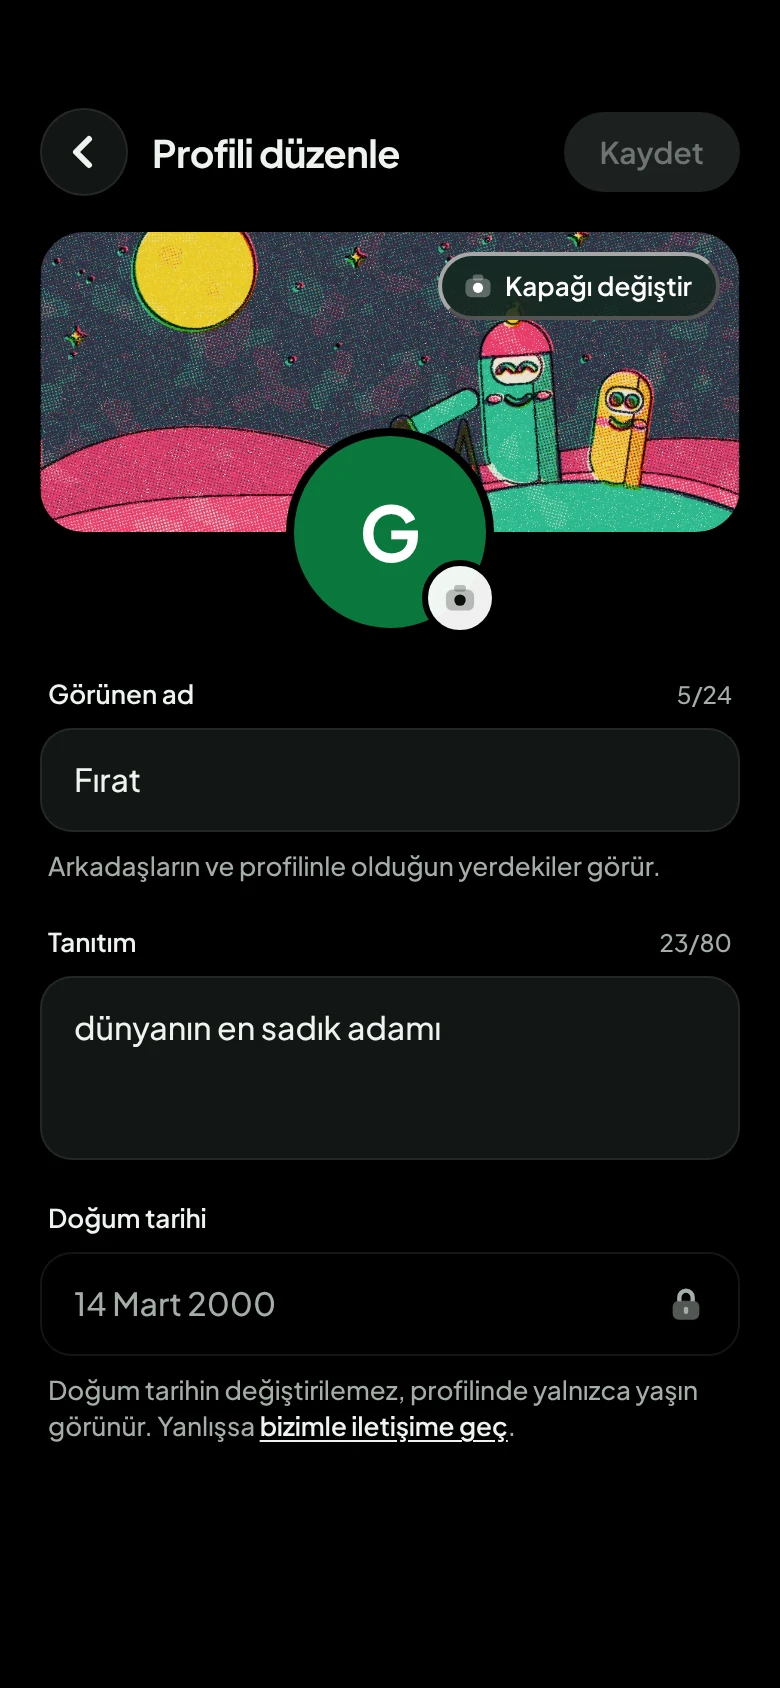 Profili düzenle
Kaydet
Kapağı değiştir
G
Görünen ad
5/24
Fırat
Arkadaşların ve profilinle olduğun yerdekiler görür.
Tanıtım
23/80
dünyanın en sadık adamı
Doğum tarihi
14 Mart 2000
Doğum tarihin değiştirilemez, profilinde yalnızca yaşın
görünür. Yanlışsa bizimle iletişime geç.